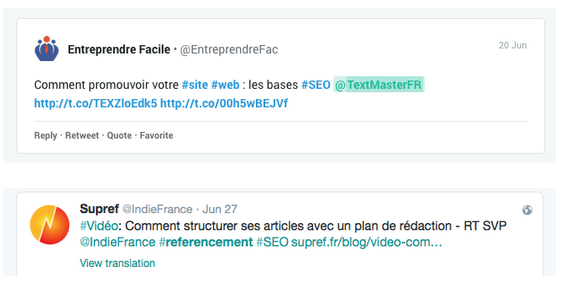 Entreprendre Facile · @EntreprendreFac
20 Jun
Comment promouvoir votre #site #web : les bases #SEO @TextMasterFR
http://t.co/TEXZloEdk5 http://t.co/00h5wBEJVf
Reply · Retweet · Quote · Favorite
Supref @IndieFrance · Jun 27
#Vidéo: Comment structurer ses articles avec un plan de rédaction - RT SVP
@IndieFrance #referencement #SEO supref.fr/blog/video-com…
View translation